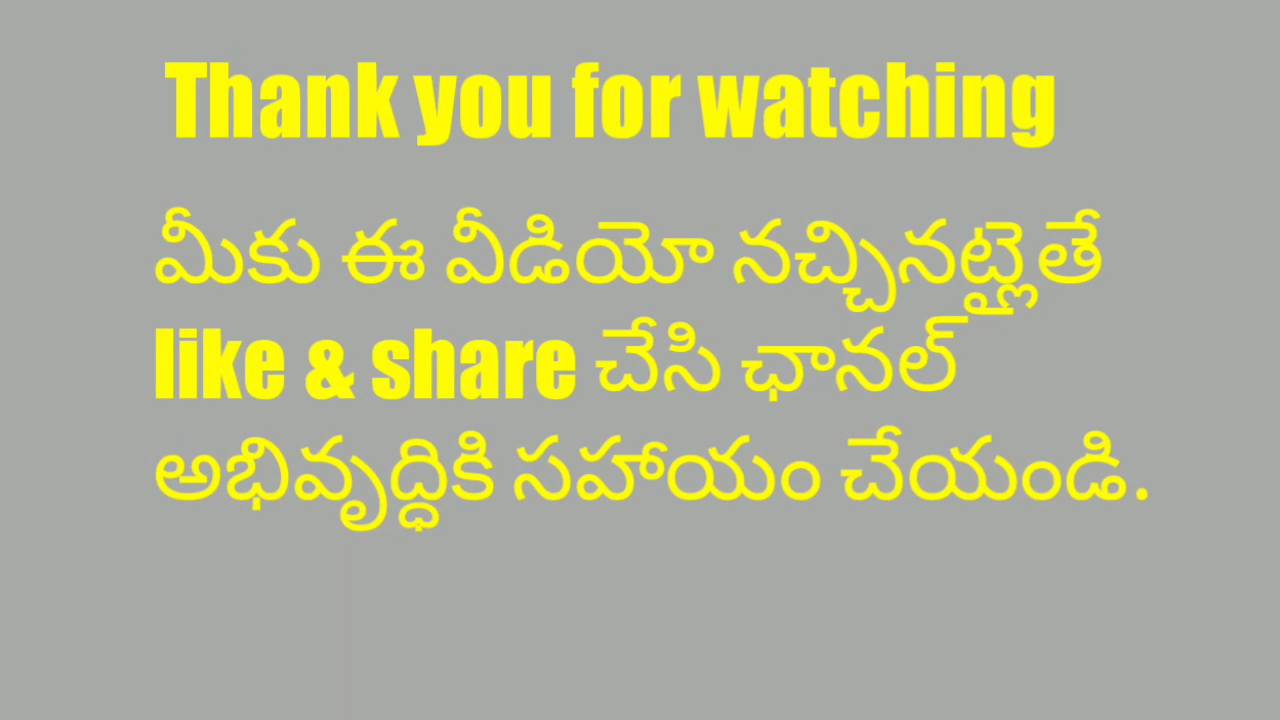 Thank you for watching
మీకు ఈ వీడియో నచ్చినట్లైతే
like & share చేసి ఛానల్
అభివృద్ధికి సహాయం చేయండి.